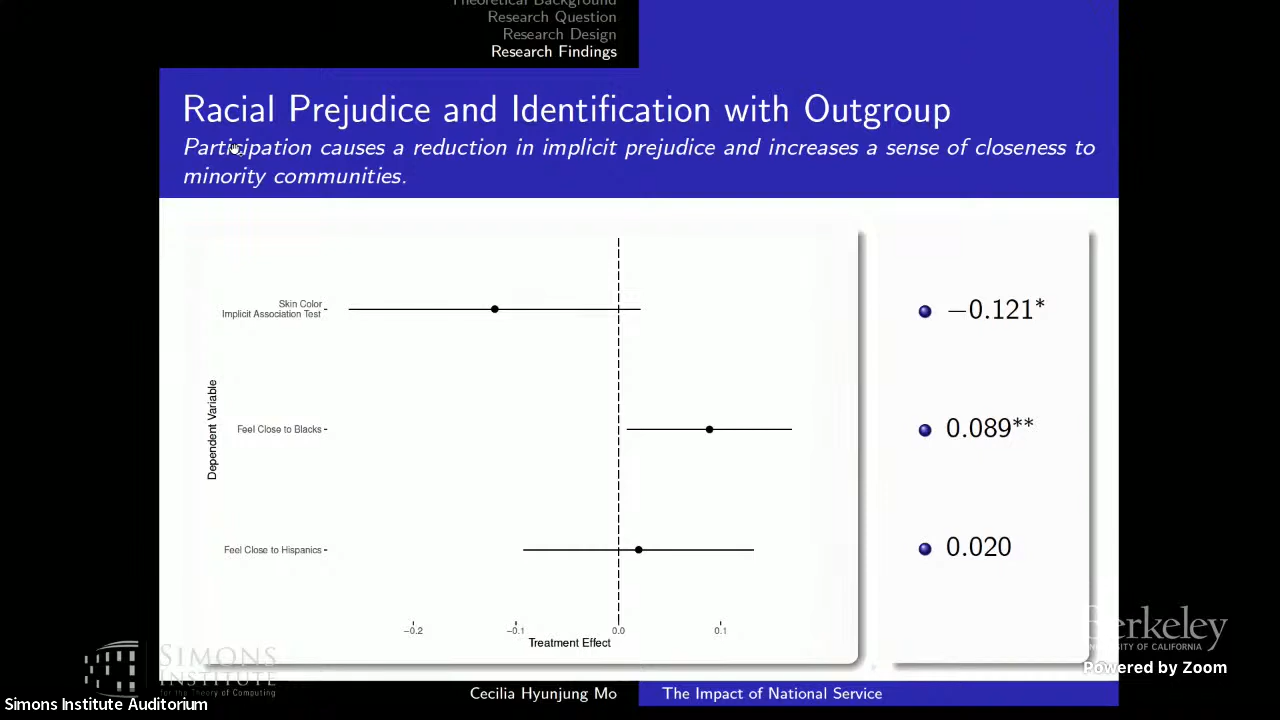 Theoretical Background
Research Question
Research Design
Research Findings
Racial Prejudice and Identification with Outgroup
Participation causes a reduction in implicit prejudice and increases a sense of closeness to
minority communities.
Skin Color
Implicit Association Test
−0.121*
Dependent Variable
Feel Close to Blacks
0.089**
Feel Close to Hispanics
0.020
−0.2
−0.1
0.0
0.1
Treatment Effect
SIMONS
INSTITUTE
for the Theory of Computing
Berkeley
UNIVERSITY OF CALIFORNIA
Powered by Zoom
Cecilia Hyunjung Mo
The Impact of National Service
Simons Institute Auditorium